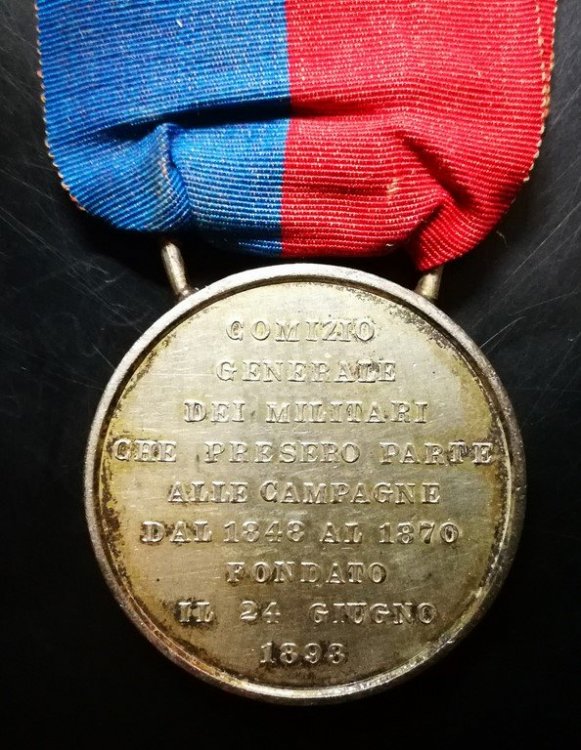 COMIZIO
GENERALE
DEI MILITARI
CHE PRESERO PARTE
ALLE CAMPAGNE
DAL 1848 AL 1870
FONDATO
IL 24 GIUGNO
1893